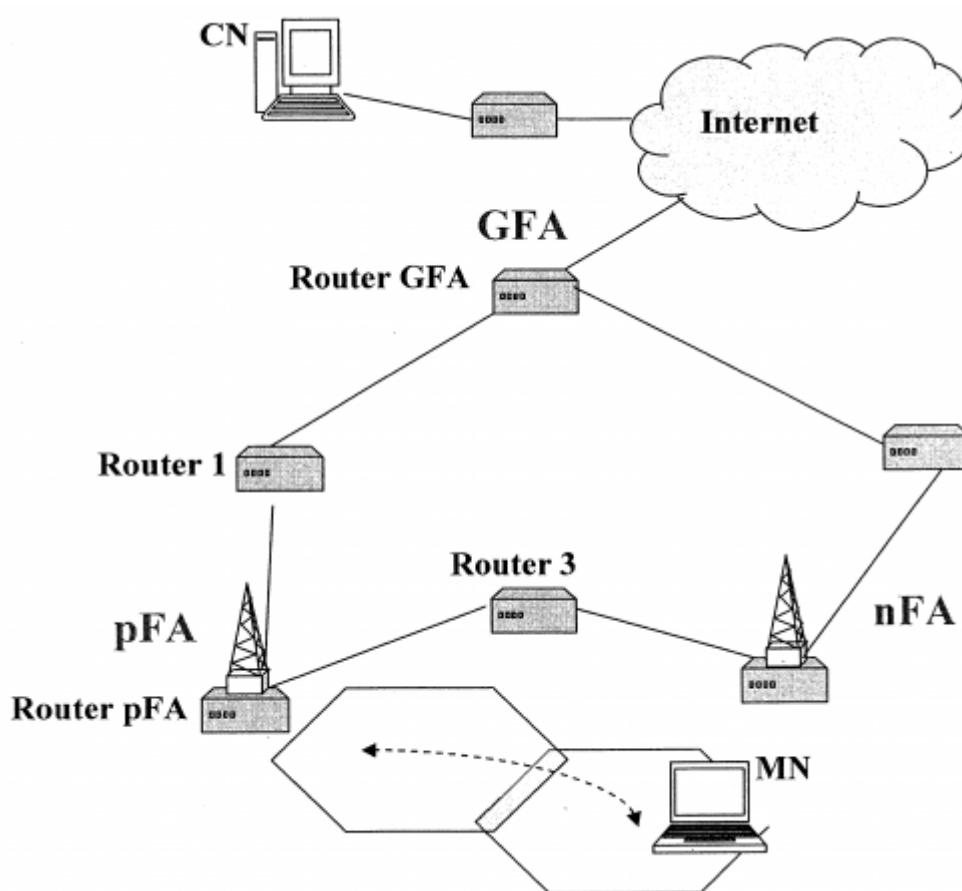 CN
Internet
GFA
Router GFA
Router 1
Router 3
pFA
nFA
Router pFA
MN